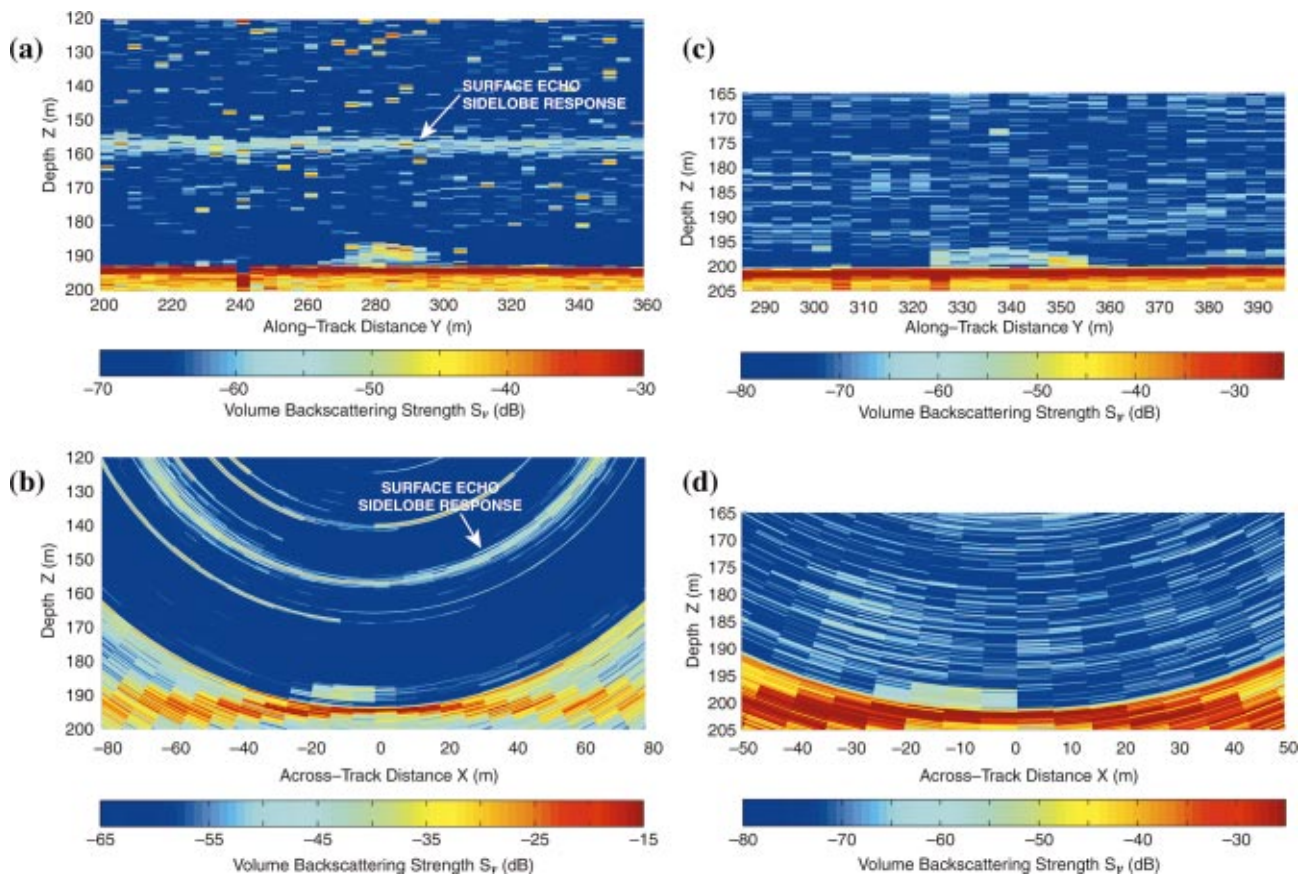 (a)
120
130
140
150
160
170
180
190
200
Depth Z (m)
SURFACE ECHO
SIDELOBE RESPONSE
200 220 240 260 280 300 320 340 360
Along–Track Distance Y (m)
–70 –60 –50 –40 –30
Volume Backscattering Strength SV (dB)
(c)
165
170
175
180
185
190
195
200
205
Depth Z (m)
290 300 310 320 330 340 350 360 370 380 390
Along–Track Distance Y (m)
–80 –70 –60 –50 –40 –30
Volume Backscattering Strength SV (dB)
(b)
120
130
140
150
160
170
180
190
200
Depth Z (m)
SURFACE ECHO
SIDELOBE RESPONSE
–80 –60 –40 –20 0 20 40 60 80
Across–Track Distance X (m)
–65 –55 –45 –35 –25 –15
Volume Backscattering Strength SV (dB)
(d)
165
170
175
180
185
190
195
200
205
Depth Z (m)
–50 –40 –30 –20 –10 0 10 20 30 40 50
Across–Track Distance X (m)
–80 –70 –60 –50 –40 –30
Volume Backscattering Strength SV (dB)